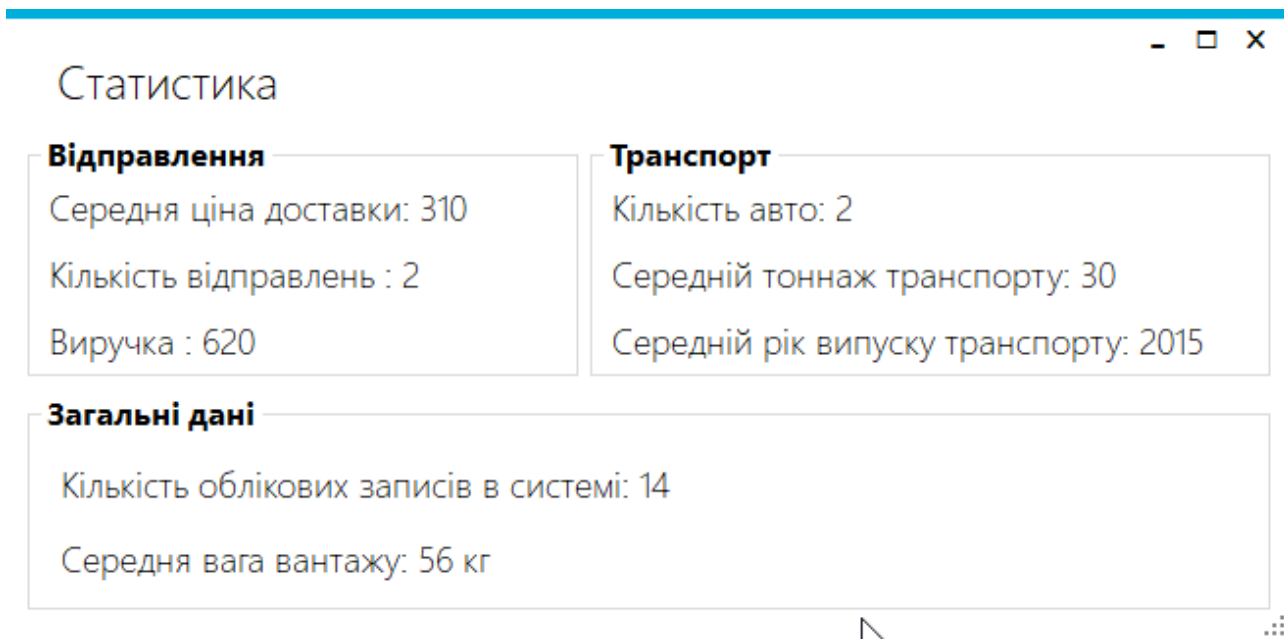 Статистика
Відправлення
Середня ціна доставки: 310
Кількість відправлень : 2
Виручка : 620
Транспорт
Кількість авто: 2
Середній тоннаж транспорту: 30
Середній рік випуску транспорту: 2015
Загальні дані
Кількість облікових записів в системі: 14
Середня вага вантажу: 56 кг